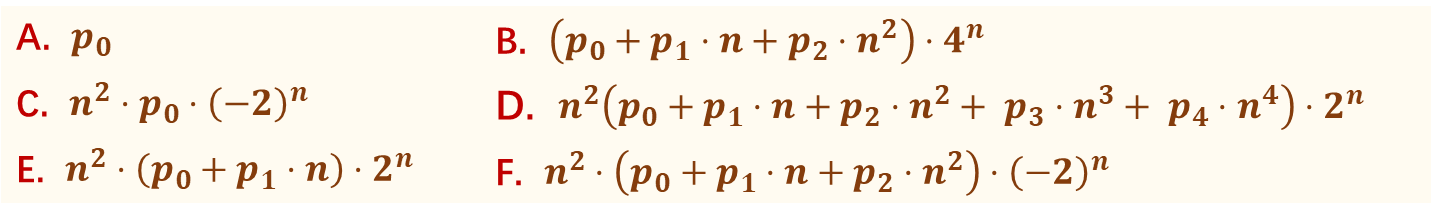 A. p₀ B. (p₀ + p₁ · n + p₂ · n²) · 4ⁿ
C. n² · p₀ · (−2)ⁿ D. n²(p₀ + p₁ · n + p₂ · n² + p₃ · n³ + p₄ · n⁴) · 2ⁿ
E. n² · (p₀ + p₁ · n) · 2ⁿ F. n² · (p₀ + p₁ · n + p₂ · n²) · (−2)ⁿ